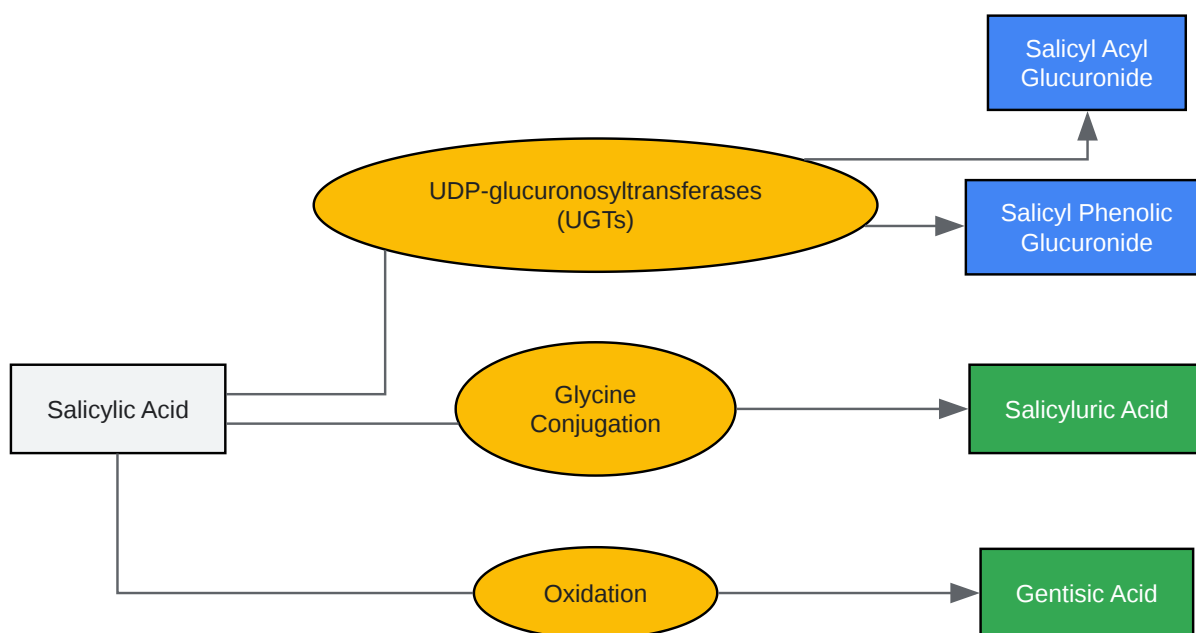 Salicyl Acyl
Glucuronide
UDP-glucuronosyltransferases
(UGTs)
Salicyl Phenolic
Glucuronide
Salicylic Acid
Glycine
Conjugation
Salicyluric Acid
Oxidation
Gentisic Acid